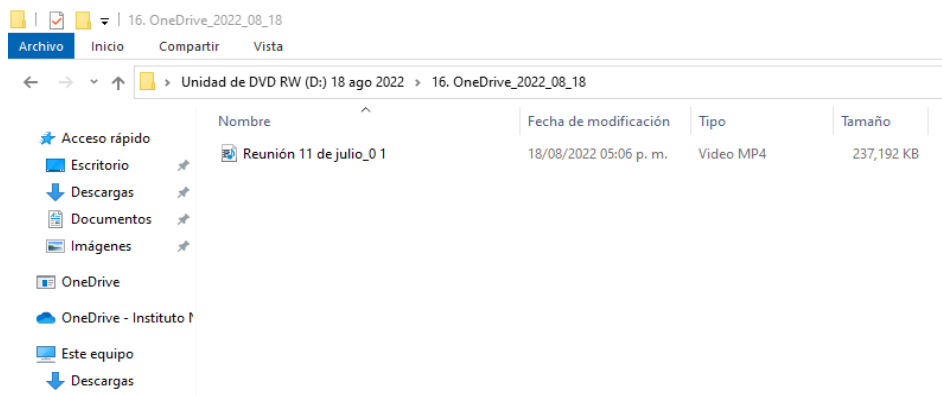 16. OneDrive_2022_08_18
Archivo Inicio Compartir Vista
Unidad de DVD RW (D:) 18 ago 2022 > 16. OneDrive_2022_08_18
Nombre Fecha de modificación Tipo Tamaño
Reunión 11 de julio_0 1 18/08/2022 05:06 p. m. Video MP4 237,192 KB
Acceso rápido
Escritorio
Descargas
Documentos
Imágenes
OneDrive
OneDrive - Instituto
Este equipo
Descargas